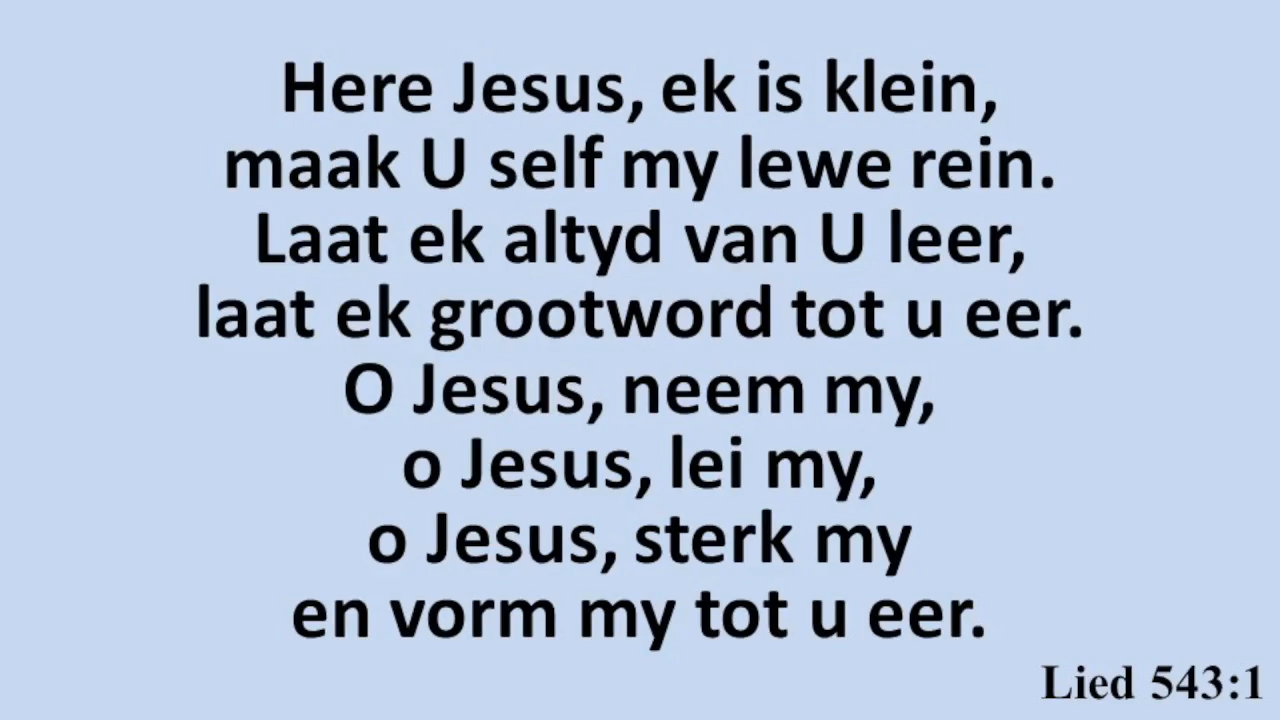 Here Jesus, ek is klein,
maak U self my lewe rein.
Laat ek altyd van U leer,
laat ek grootword tot u eer.
O Jesus, neem my,
o Jesus, lei my,
o Jesus, sterk my
en vorm my tot u eer.
Lied 543:1